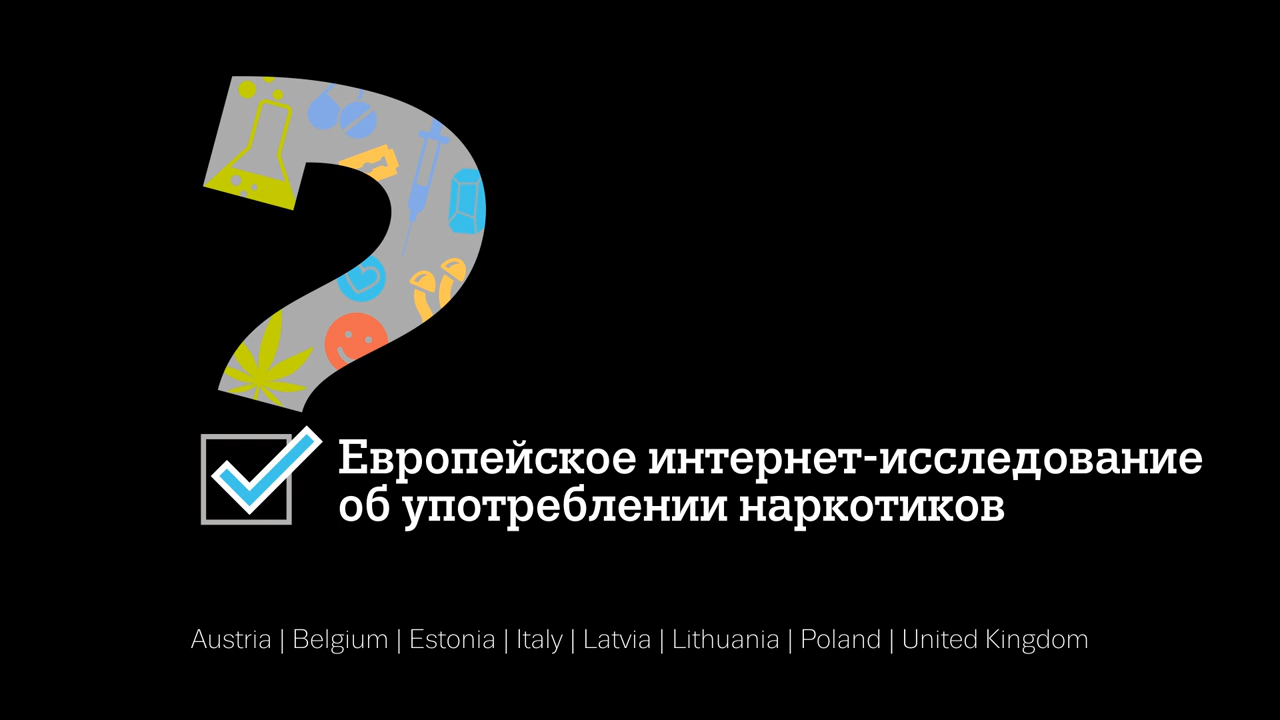 Европейское интернет-исследование
об употреблении наркотиков
Austria | Belgium | Estonia | Italy | Latvia | Lithuania | Poland | United Kingdom